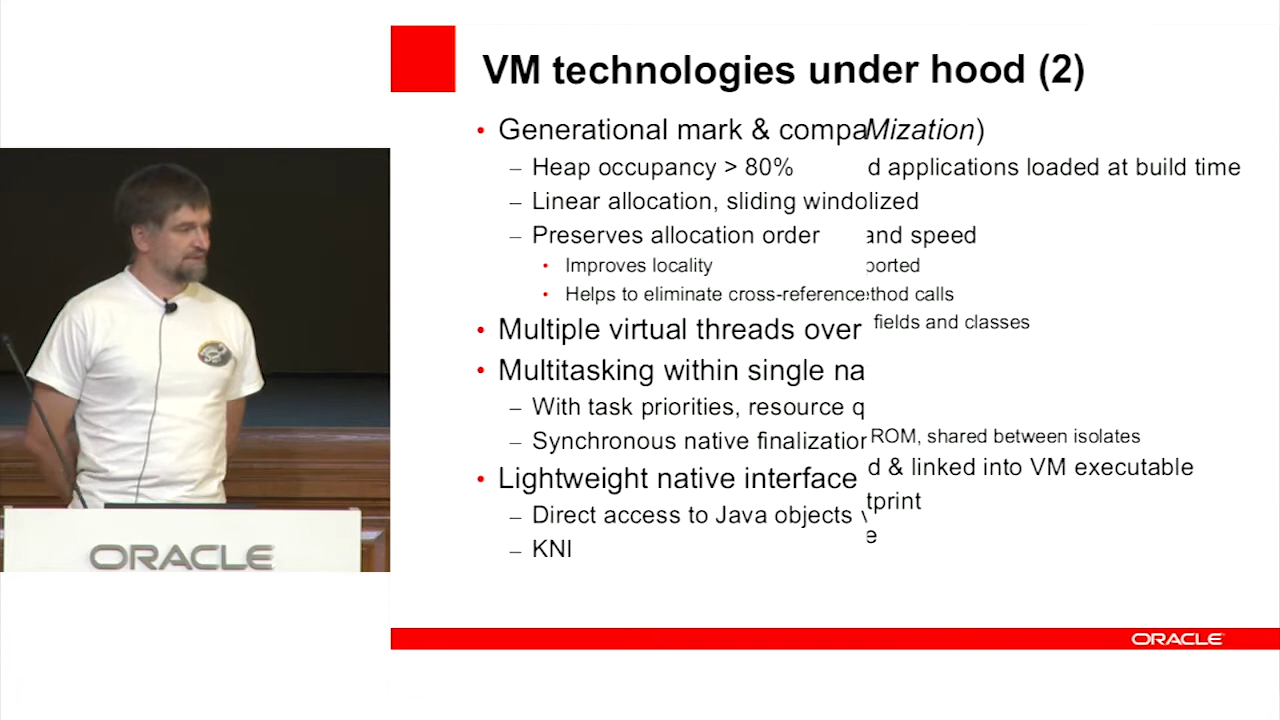 VM technologies under hood (2)
• Generational mark & compaMization)
– Heap occupancy > 80% d applications loaded at build time
– Linear allocation, sliding windolized
– Preserves allocation order and speed
• Improves locality ported
• Helps to eliminate cross-referencethod calls
• Multiple virtual threads over fields and classes
• Multitasking within single na
– With task priorities, resource q
– Synchronous native finalization ROM, shared between isolates
d & linked into VM executable
• Lightweight native interface
tprint
– Direct access to Java objects
e
– KNI
ORACLE
ORACLE